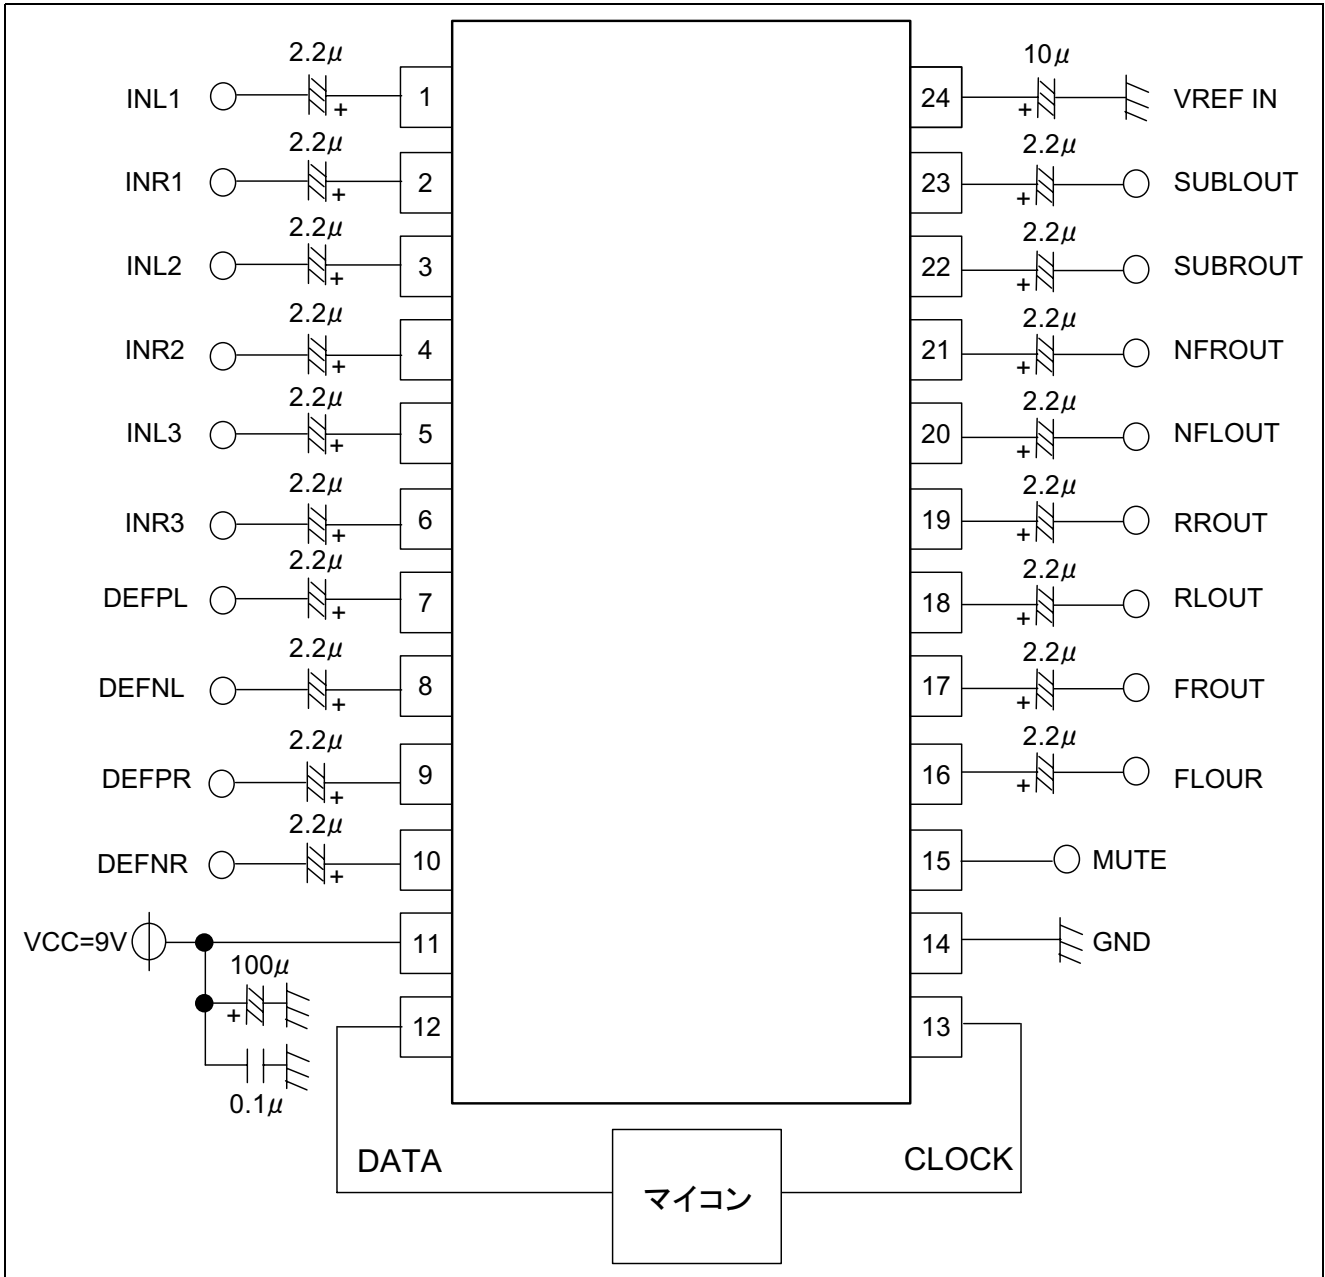 2.2μ
INL1
+
1
2.2μ
INR1
+
2
2.2μ
INL2
+
3
2.2μ
INR2
+
4
2.2μ
INL3
+
5
2.2μ
INR3
+
6
2.2μ
DEFPL
+
7
2.2μ
DEFNL
+
8
2.2μ
DEFPR
+
9
2.2μ
DEFNR
+
10
VCC=9V
11
100μ
+
0.1μ
12
10μ
24
+
VREF IN
2.2μ
23
+
SUBLOUT
2.2μ
22
+
SUBROUT
2.2μ
21
+
NFROUT
2.2μ
20
+
NFLOUT
2.2μ
19
+
RROUT
2.2μ
18
+
RLOUT
2.2μ
17
+
FROUT
2.2μ
16
+
FLOUR
15
MUTE
14
GND
13
DATA
マイコン
CLOCK